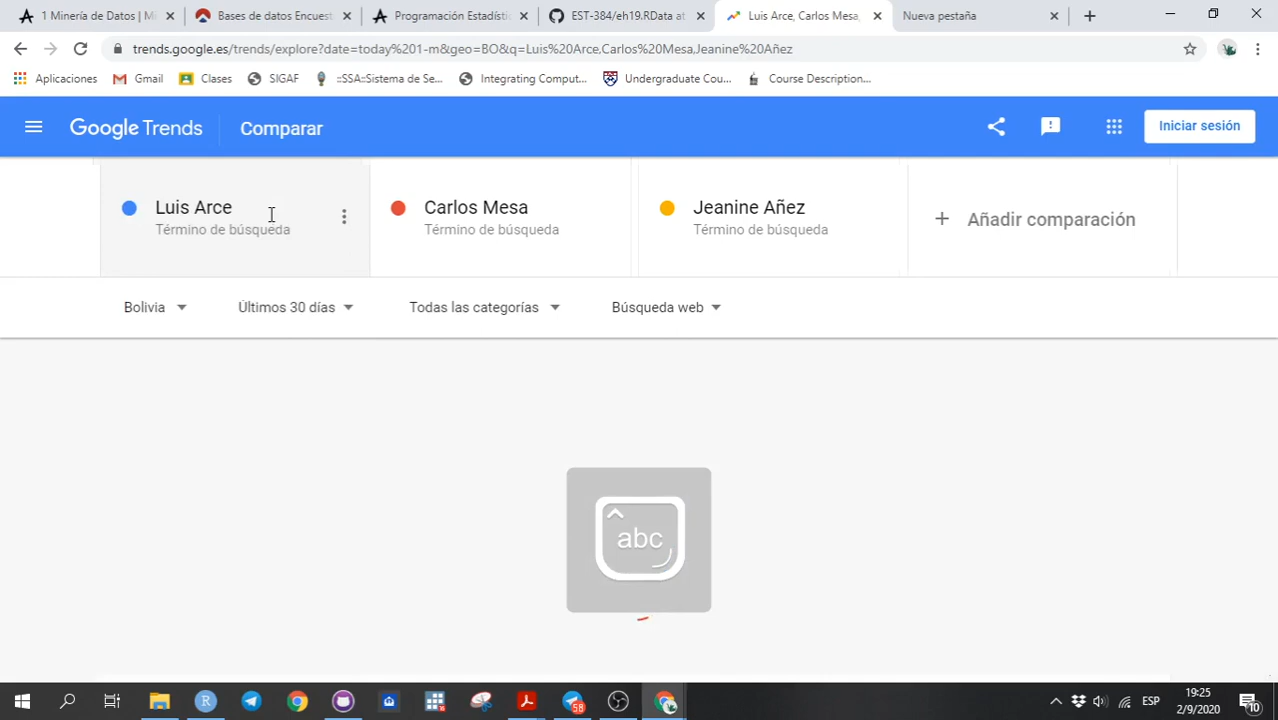 1 Minería de Datos | Mi
Bases de datos Encuest
Programación Estadísti
EST-384/eh19.RData at
Luis Arce, Carlos Mesa,
Nueva pestaña
trends.google.es/trends/explore?date=today%201-m&geo=BO&q=Luis%20Arce,Carlos%20Mesa,Jeanine%20Añez
Aplicaciones
Gmail
Clases
SIGAF
::SSA::Sistema de Se...
Integrating Comput...
Undergraduate Cou...
Course Description...
Google Trends
Comparar
Iniciar sesión
Luis Arce
Término de búsqueda
Carlos Mesa
Término de búsqueda
Jeanine Añez
Término de búsqueda
+ Añadir comparación
Bolivia
Últimos 30 días
Todas las categorías
Búsqueda web
abc
58
ESP
19:25
2/9/2020
10